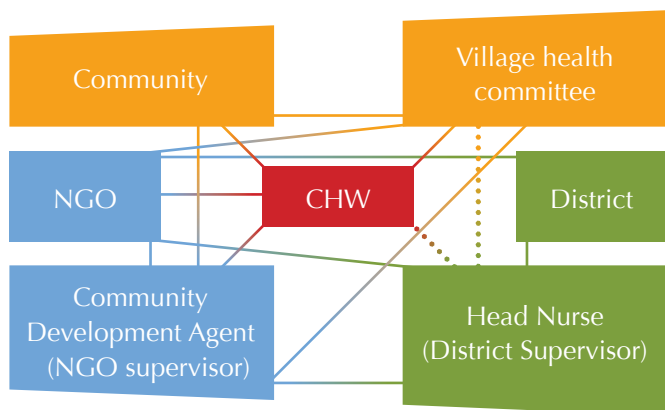 Community
Village health
committee
NGO
CHW
District
Community
Development Agent
(NGO supervisor)
Head Nurse
(District Supervisor)